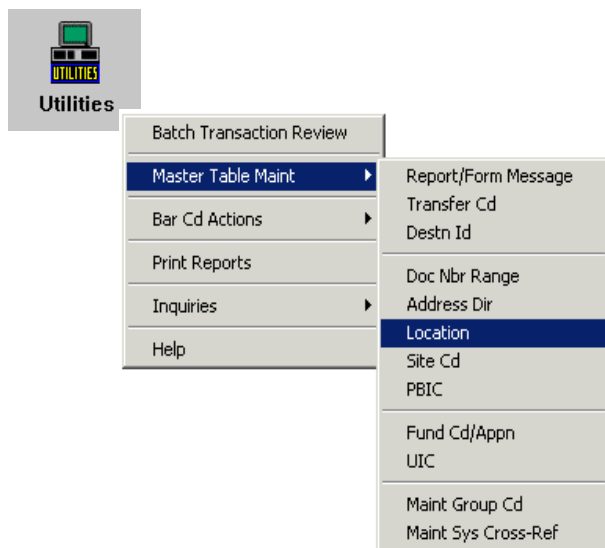 UTILITIES
Utilities
Batch Transaction Review
Master Table Maint
Bar Cd Actions
Print Reports
Inquiries
Help
Report/Form Message
Transfer Cd
Destn Id
Doc Nbr Range
Address Dir
Location
Site Cd
PBIC
Fund Cd/Appn
UIC
Maint Group Cd
Maint Sys Cross-Ref